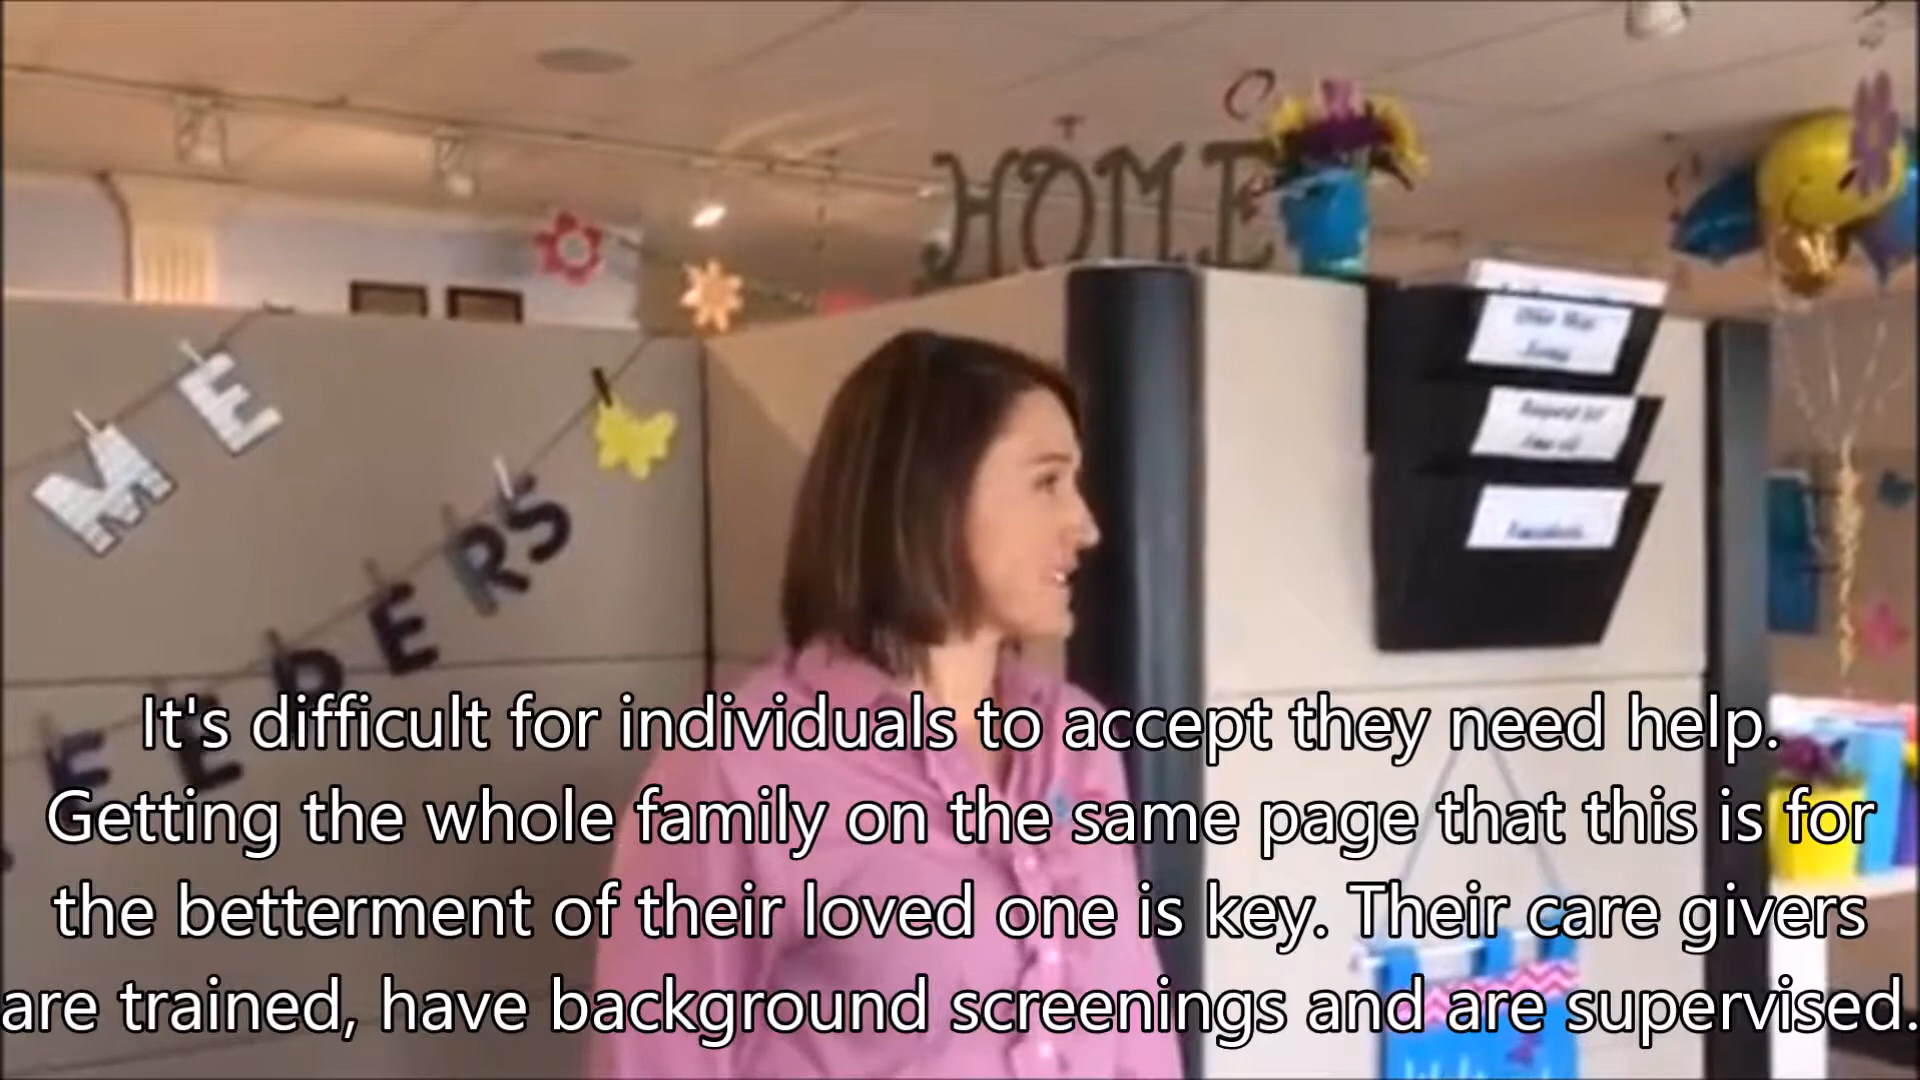 HOME
ME
EEPERS
It's difficult for individuals to accept they need help.
Getting the whole family on the same page that this is for
the betterment of their loved one is key. Their care givers
are trained, have background screenings and are supervised.